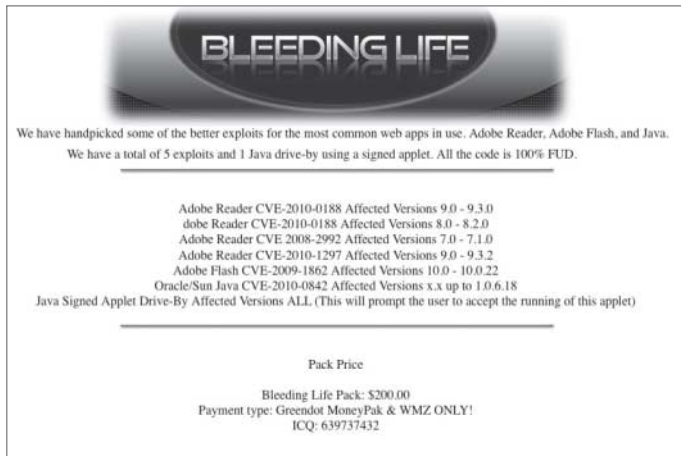 BLEEDING LIFE
We have handpicked some of the better exploits for the most common web apps in use. Adobe Reader, Adobe Flash, and Java.
We have a total of 5 exploits and 1 Java drive-by using a signed applet. All the code is 100% FUD.
Adobe Reader CVE-2010-0188 Affected Versions 9.0 - 9.3.0
dobe Reader CVE-2010-0188 Affected Versions 8.0 - 8.2.0
Adobe Reader CVE 2008-2992 Affected Versions 7.0 - 7.1.0
Adobe Reader CVE-2010-1297 Affected Versions 9.0 - 9.3.2
Adobe Flash CVE-2009-1862 Affected Versions 10.0 - 10.0.22
Oracle/Sun Java CVE-2010-0842 Affected Versions x.x up to 1.0.6.18
Java Signed Applet Drive-By Affected Versions ALL (This will prompt the user to accept the running of this applet)
Pack Price
Bleeding Life Pack: $200.00
Payment type: Greendot MoneyPak & WMZ ONLY!
ICQ: 639737432